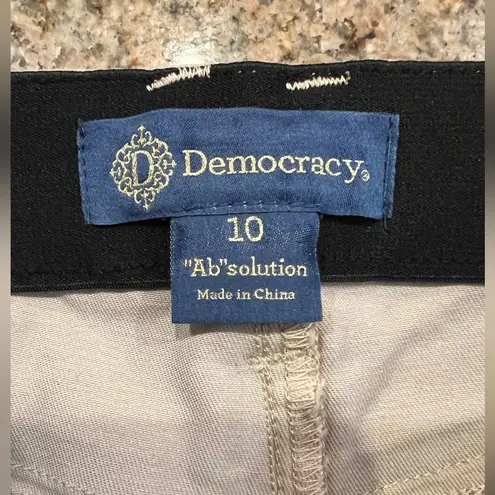 D Democracy®
10
"Ab"solution
Made in China